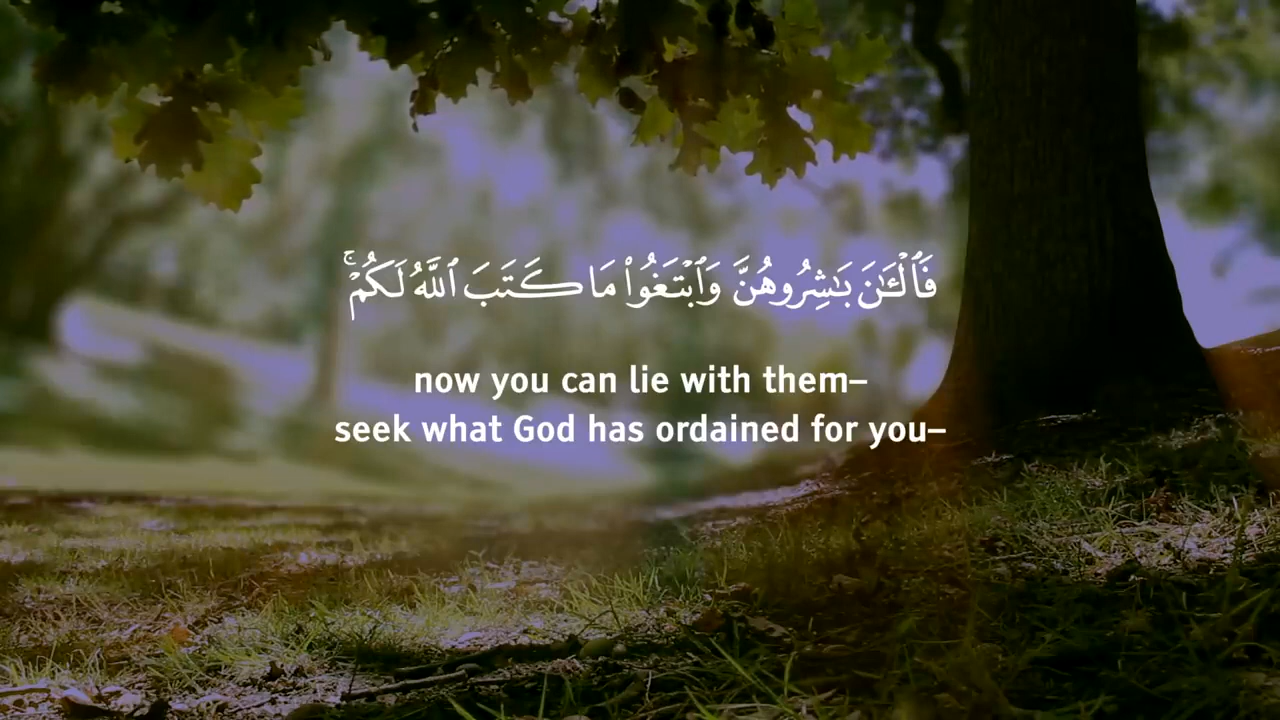 فَٱلْـَٔـٰنَ بَـٰشِرُوهُنَّ وَٱبْتَغُوا۟ مَا كَتَبَ ٱللَّهُ لَكُمْ ۚ
now you can lie with them–
seek what God has ordained for you–